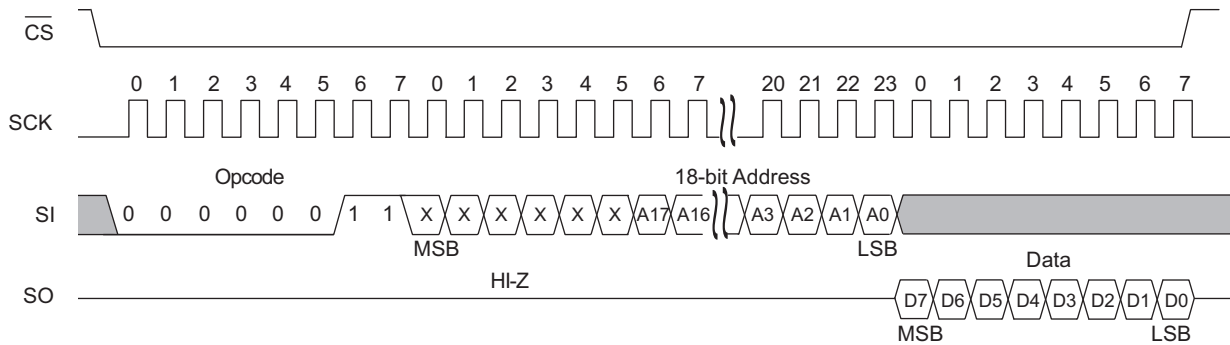 CS
0 1 2 3 4 5 6 7 0 1 2 3 4 5 6 7 20 21 22 23 0 1 2 3 4 5 6 7
SCK
Opcode 18-bit Address
SI 0 0 0 0 0 0 1 1 X X X X X X A17 A16 A3 A2 A1 A0
MSB LSB
HI-Z Data
SO D7 D6 D5 D4 D3 D2 D1 D0
MSB LSB